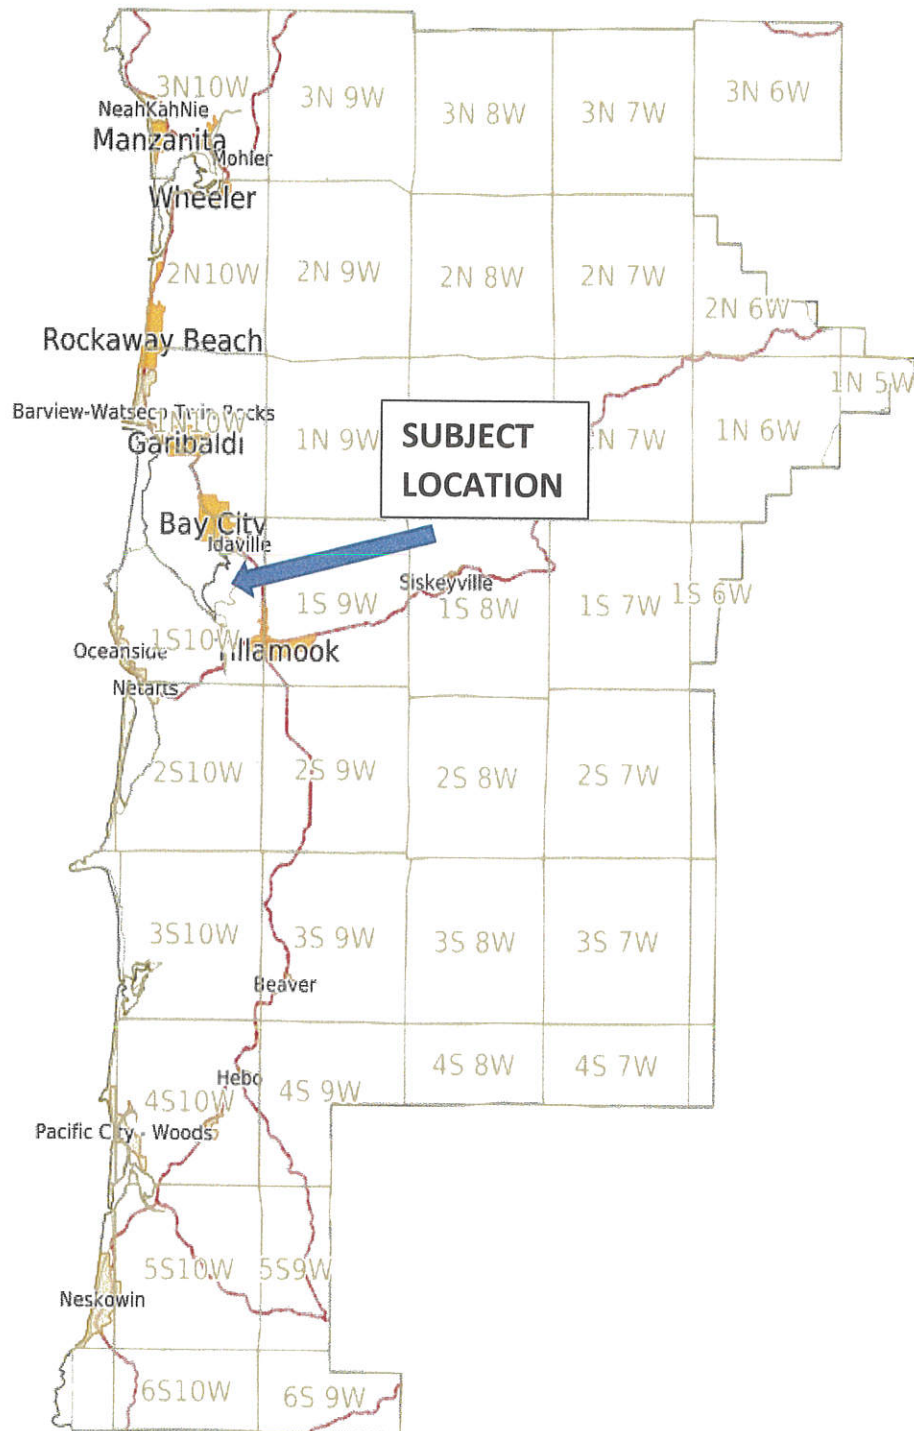 3N10W
3N 9W
3N 8W
3N 7W
3N 6W
NeahKahNie
Manzanita
Mohler
Wheeler
2N10W
2N 9W
2N 8W
2N 7W
2N 6W
Rockaway Beach
1N 5W
Barview-Watseco Twin Rocks
1N10W
1N 9W
N 7W
1N 6W
Garibaldi
SUBJECT
LOCATION
Bay City
Idaville
Siskeyville
1S 9W
1S 8W
1S 7W
1S 6W
1S10W
Tillamook
Oceanside
Netarts
2S10W
2S 9W
2S 8W
2S 7W
3S10W
3S 9W
3S 8W
3S 7W
Beaver
4S 8W
4S 7W
Hebo
4S10W
4S 9W
Pacific City - Woods
5S10W
5S9W
Neskowin
6S10W
6S 9W